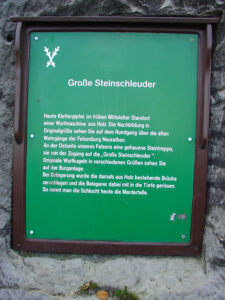 Große Steinschleuder
Heute Klettergipfel, im frühen Mittelalter Standort
einer Wurfmaschine aus Holz. Die Nachbildung in
Originalgröße sehen Sie auf dem Rundgang über die alten
Wehrgänge der Felsenburg Neurathen.
An der Ostseite unseres Felsens eine gehauene Steintreppe,
sie war der Zugang auf die „Große Steinschleuder".
Originale Wurfkugeln in verschiedenen Größen sehen Sie
auf der Burganlage.
Bei Belagerung wurde die damals aus Holz bestehende Brücke
zerschlagen und die Belagerer dabei mit in die Tiefe gerissen.
So nennt man die Schlucht heute die Marterfelle.